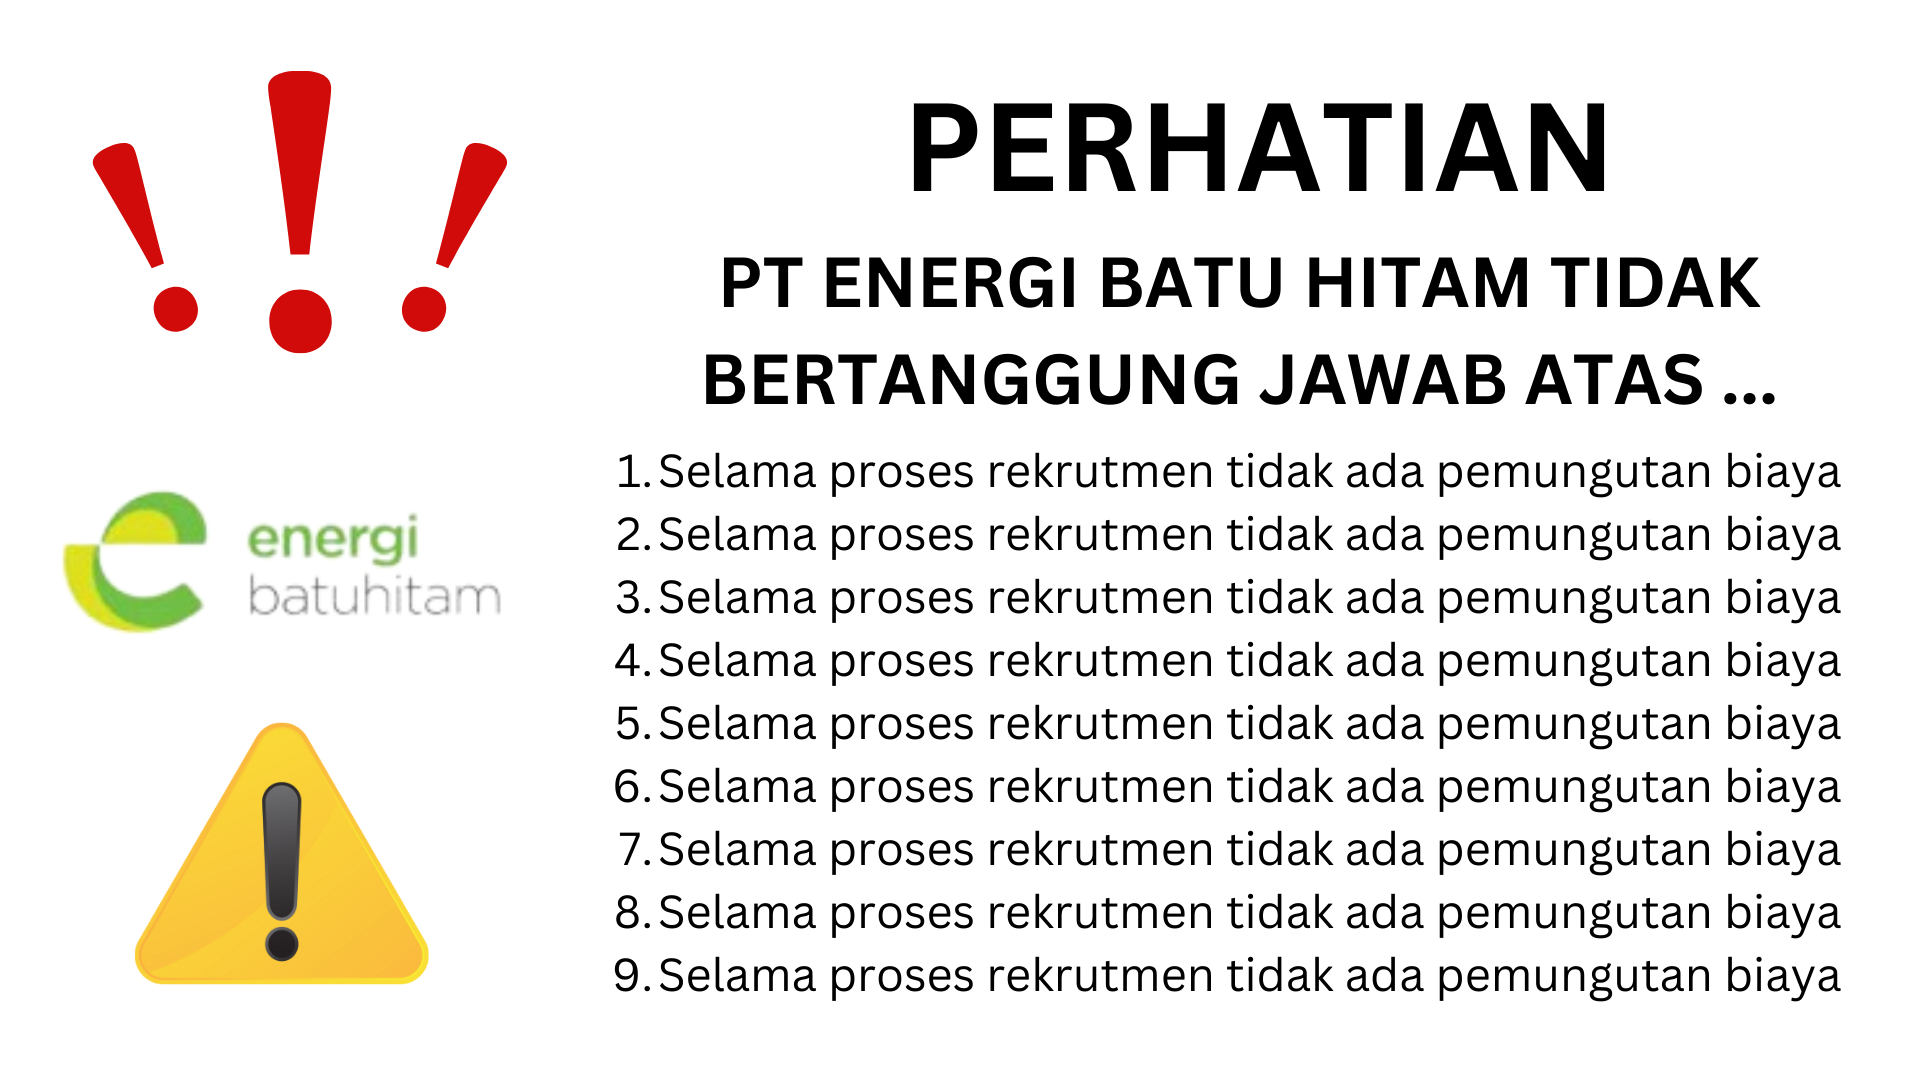 PERHATIAN
PT ENERGI BATU HITAM TIDAK
BERTANGGUNG JAWAB ATAS ...
energi
batuhitam
1. Selama proses rekrutmen tidak ada pemungutan biaya
2. Selama proses rekrutmen tidak ada pemungutan biaya
3. Selama proses rekrutmen tidak ada pemungutan biaya
4. Selama proses rekrutmen tidak ada pemungutan biaya
5. Selama proses rekrutmen tidak ada pemungutan biaya
6. Selama proses rekrutmen tidak ada pemungutan biaya
7. Selama proses rekrutmen tidak ada pemungutan biaya
8. Selama proses rekrutmen tidak ada pemungutan biaya
9. Selama proses rekrutmen tidak ada pemungutan biaya